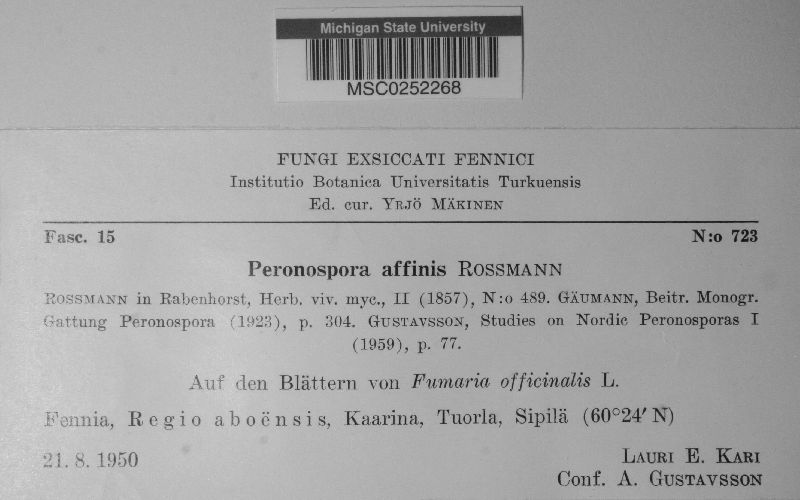 Michigan State University
MSC0252268
FUNGI EXSICCATI FENNICI
Institutio Botanica Universitatis Turkuensis
Ed. cur. YRJÖ MÄKINEN
Fasc. 15 N:o 723
Peronospora affinis ROSSMANN
ROSSMANN in Rabenhorst, Herb. viv. myc., II (1857), N:o 489. GÄUMANN, Beitr. Monogr.
Gattung Peronospora (1923), p. 304. GUSTAVSSON, Studies on Nordic Peronosporas I
(1959), p. 77.
Auf den Blättern von Fumaria officinalis L.
Fennia, Regio aboënsis, Kaarina, Tuorla, Sipilä (60°24' N)
21. 8. 1950 LAURI E. KARI
Conf. A. GUSTAVSSON